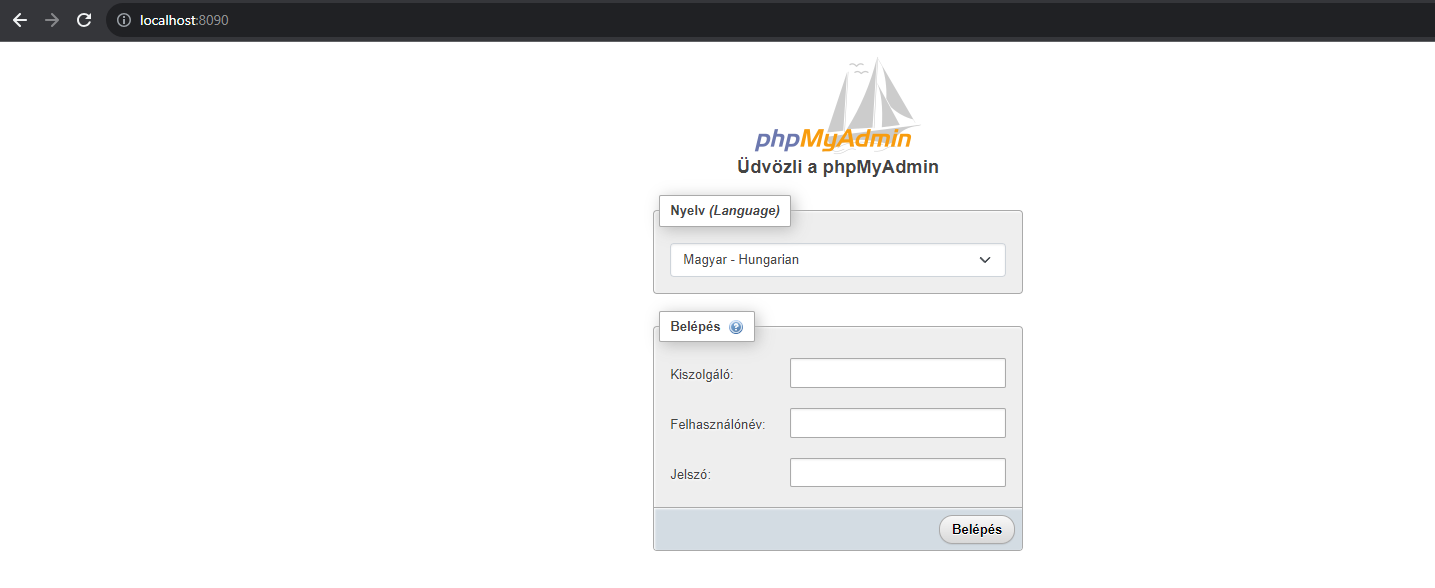 localhost:8090
phpMyAdmin
Üdvözli a phpMyAdmin
Nyelv (Language)
Magyar - Hungarian
Belépés
Kiszolgáló:
Felhasználónév:
Jelszó:
Belépés